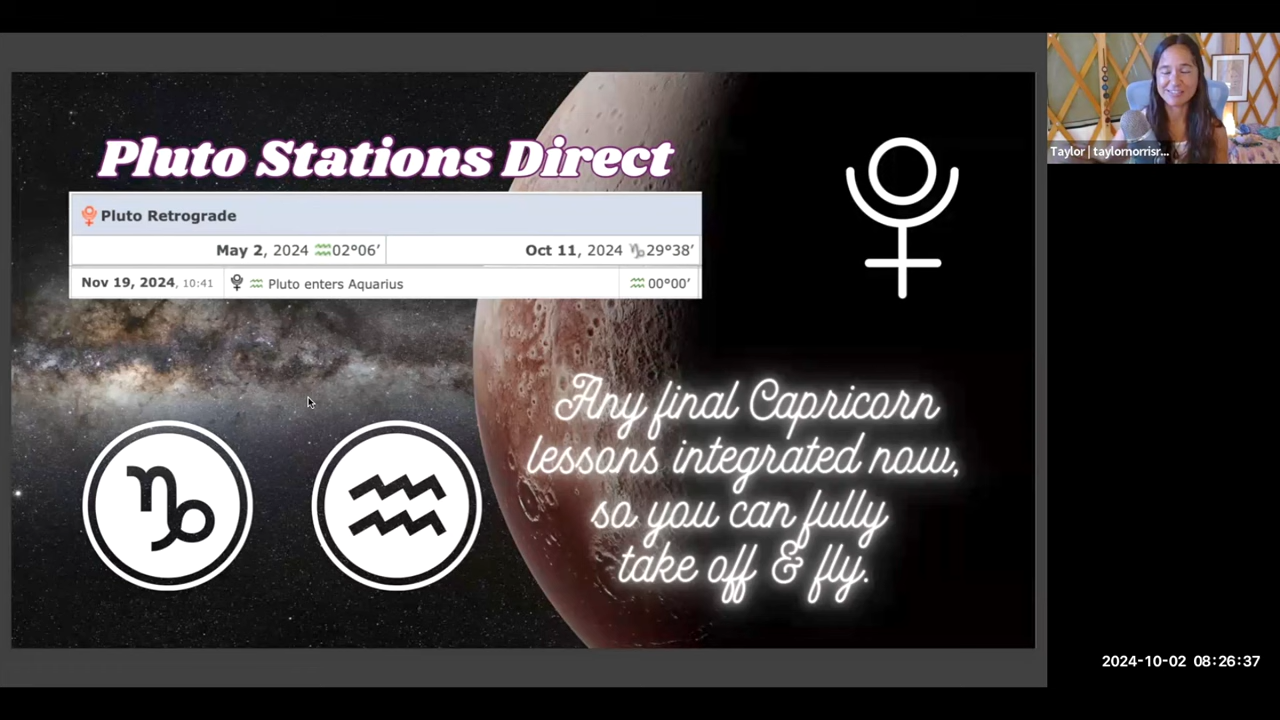 Pluto Stations Direct
Pluto Retrograde
May 2, 2024 ♒02°06′ Oct 11, 2024 ♑29°38′
Nov 19, 2024, 10:41 ♇ ♒ Pluto enters Aquarius ♒00°00′
Any final Capricorn
lessons integrated now,
so you can fully
take off & fly.
Taylor | taylormorrisr...
2024-10-02 08:26:37